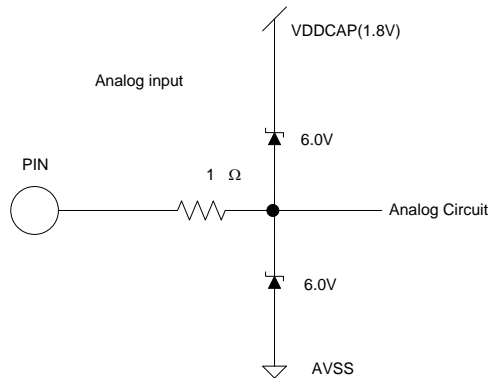 VDDCAP(1.8V)
Analog input
6.0V
PIN
1 Ω
Analog Circuit
6.0V
AVSS